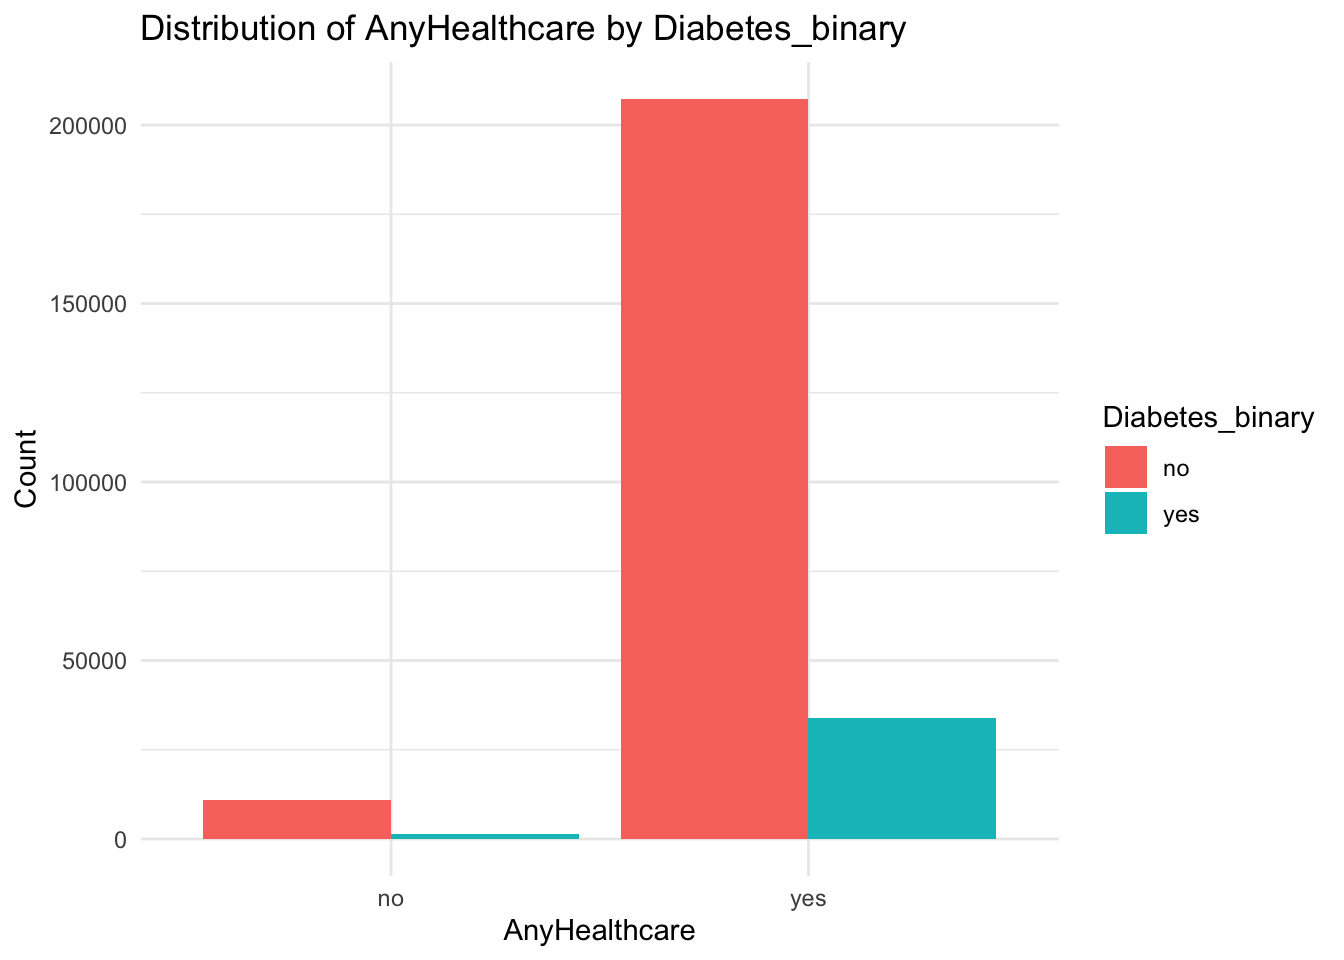 Distribution of AnyHealthcare by Diabetes_binary
200000
150000
100000
50000
0
Count
no
yes
AnyHealthcare
Diabetes_binary
no
yes